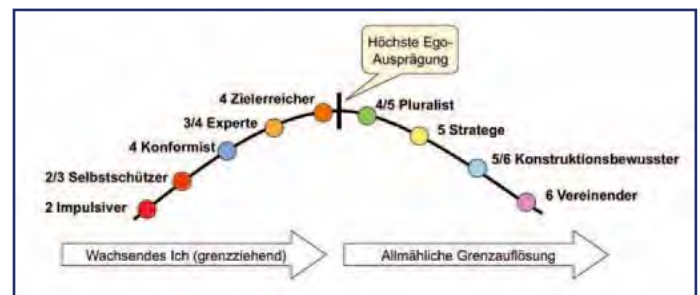 Höchste Ego-
Ausprägung
4 Zielerreicher
4/5 Pluralist
3/4 Experte
5 Stratege
4 Konformist
5/6 Konstruktionsbewusster
2/3 Selbstschützer
6 Vereinender
2 Impulsiver
Wachsendes Ich (grenzziehend)
Allmähliche Grenzauflösung